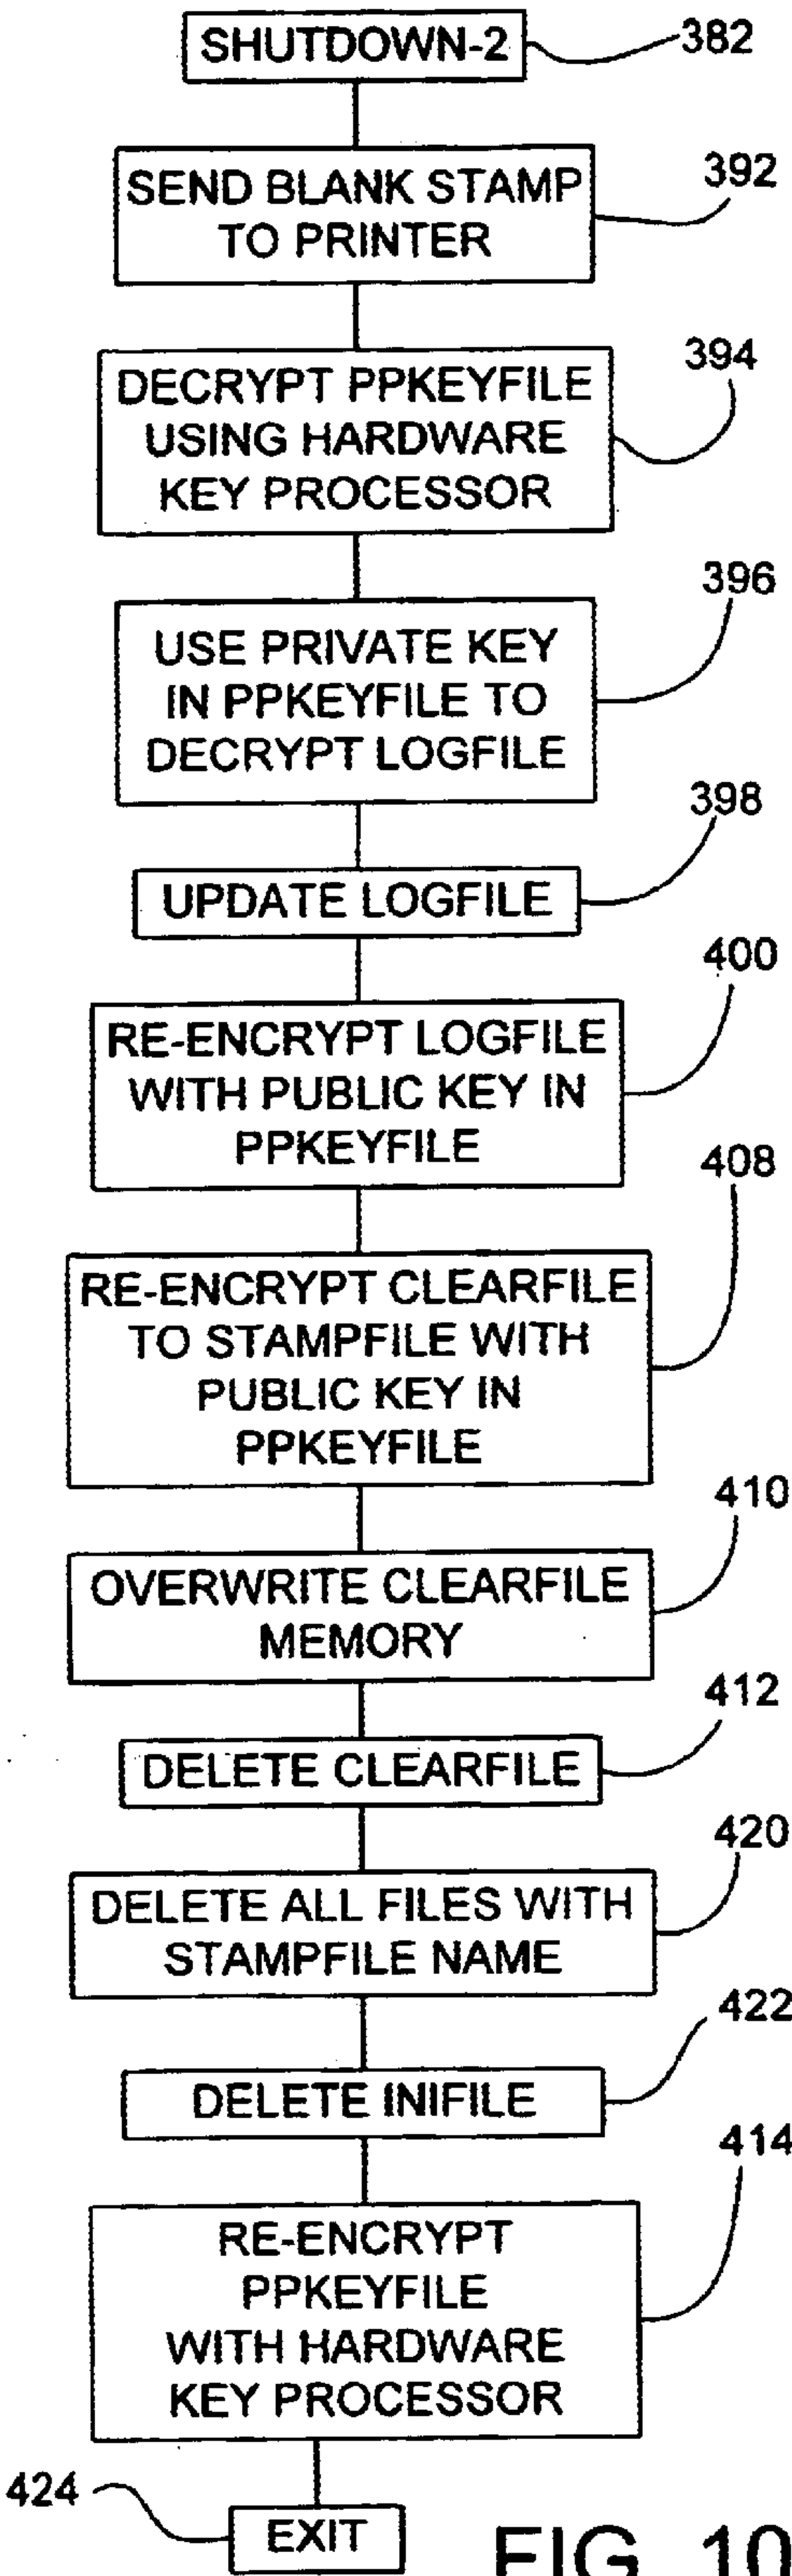 SHUTDOWN-2
382
SEND BLANK STAMP
TO PRINTER
392
DECRYPT PPKEYFILE
USING HARDWARE
KEY PROCESSOR
394
USE PRIVATE KEY
IN PPKEYFILE TO
DECRYPT LOGFILE
396
UPDATE LOGFILE
398
RE-ENCRYPT LOGFILE
WITH PUBLIC KEY IN
PPKEYFILE
400
RE-ENCRYPT CLEARFILE
TO STAMPFILE WITH
PUBLIC KEY IN
PPKEYFILE
408
OVERWRITE CLEARFILE
MEMORY
410
DELETE CLEARFILE
412
DELETE ALL FILES WITH
STAMPFILE NAME
420
DELETE INIFILE
422
RE-ENCRYPT
PPKEYFILE
WITH HARDWARE
KEY PROCESSOR
414
424
EXIT
FIG. 10